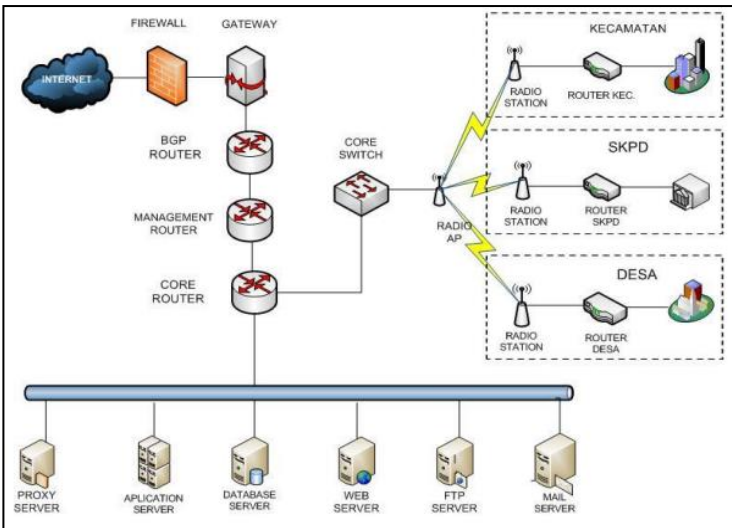 FIREWALL
GATEWAY
INTERNET
BGP
ROUTER
MANAGEMENT
ROUTER
CORE
ROUTER
CORE
SWITCH
RADIO
AP
KECAMATAN
RADIO
STATION
ROUTER KEC.
SKPD
RADIO
STATION
ROUTER
SKPD
DESA
RADIO
STATION
ROUTER
DESA
PROXY
SERVER
APLICATION
SERVER
DATABASE
SERVER
WEB
SERVER
FTP
SERVER
MAIL
SERVER